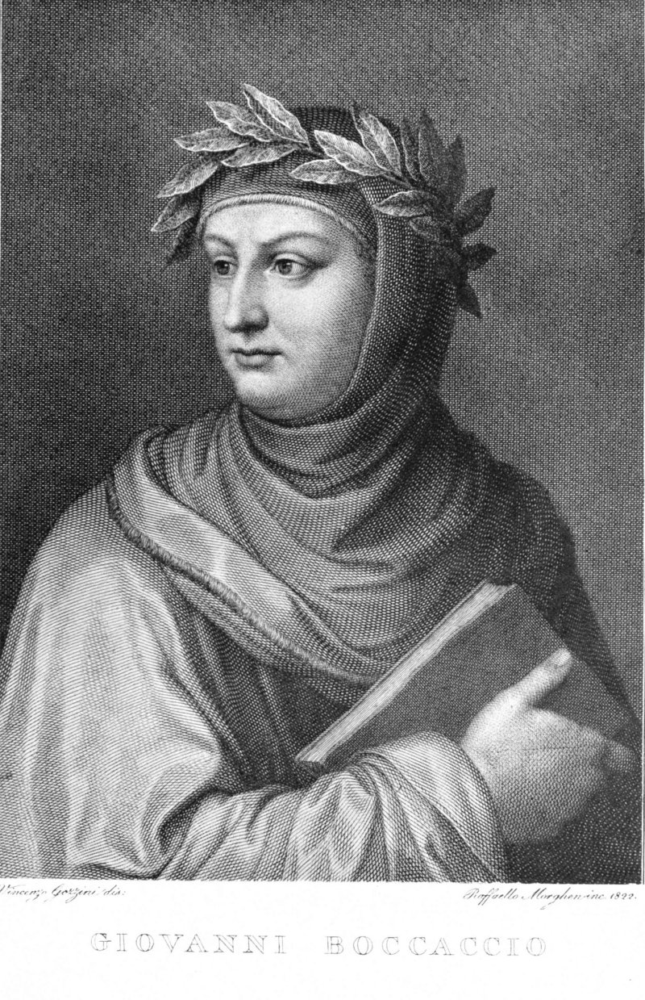 Vincenzo Gozzini dis:
Raffaello Morghen inc. 1822.
GIOVANNI BOCCACCIO